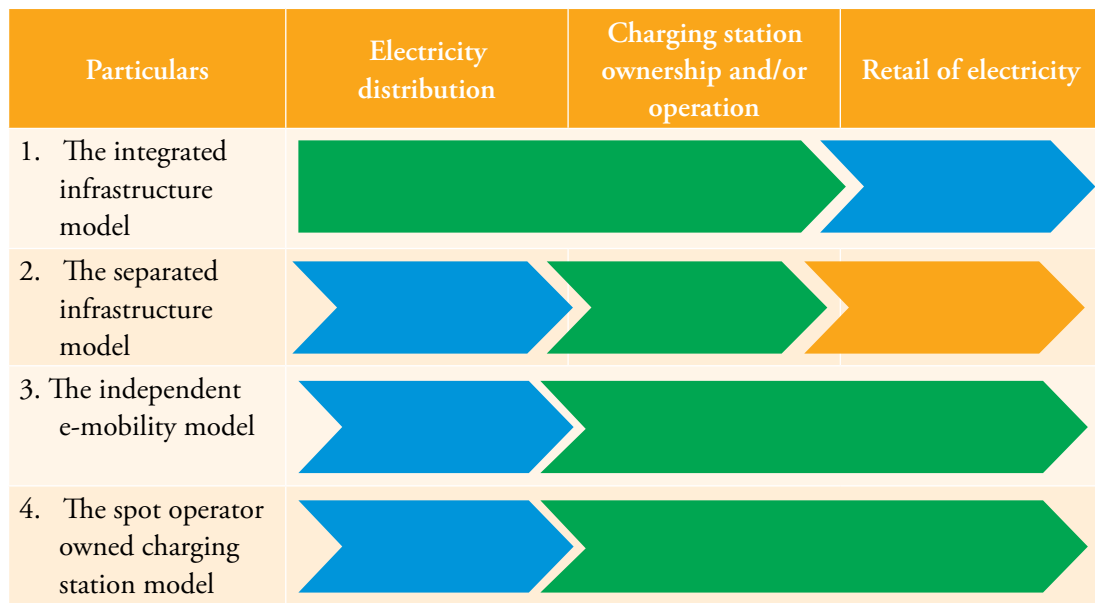 Particulars
Electricity
distribution
Charging station
ownership and/or
operation
Retail of electricity
1. The integrated
infrastructure
model
2. The separated
infrastructure
model
3. The independent
e-mobility model
4. The spot operator
owned charging
station model